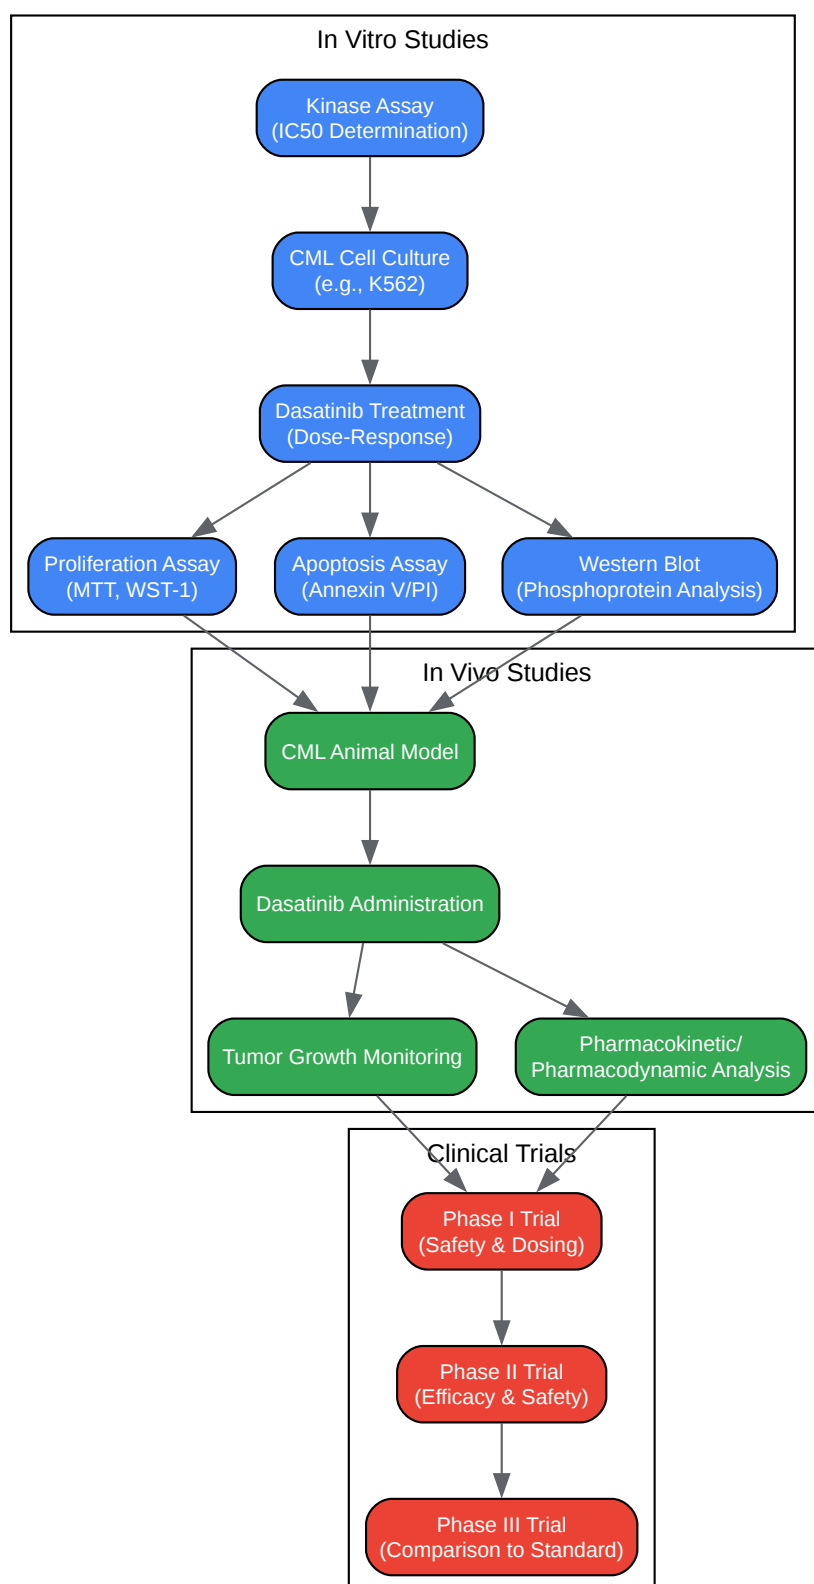 In Vitro Studies
Kinase Assay
(IC50 Determination)
CML Cell Culture
(e.g., K562)
Dasatinib Treatment
(Dose-Response)
Proliferation Assay
(MTT, WST-1)
Apoptosis Assay
(Annexin V/PI)
Western Blot
(Phosphoprotein Analysis)
In Vivo Studies
CML Animal Model
Dasatinib Administration
Tumor Growth Monitoring
Pharmacokinetic/
Pharmacodynamic Analysis
Clinical Trials
Phase I Trial
(Safety & Dosing)
Phase II Trial
(Efficacy & Safety)
Phase III Trial
(Comparison to Standard)